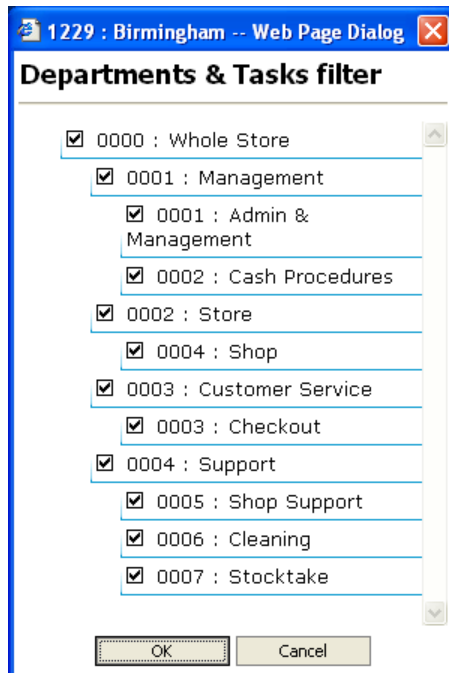 1229 : Birmingham -- Web Page Dialog
Departments & Tasks filter
0000 : Whole Store
0001 : Management
0001 : Admin &
Management
0002 : Cash Procedures
0002 : Store
0004 : Shop
0003 : Customer Service
0003 : Checkout
0004 : Support
0005 : Shop Support
0006 : Cleaning
0007 : Stocktake
OK
Cancel